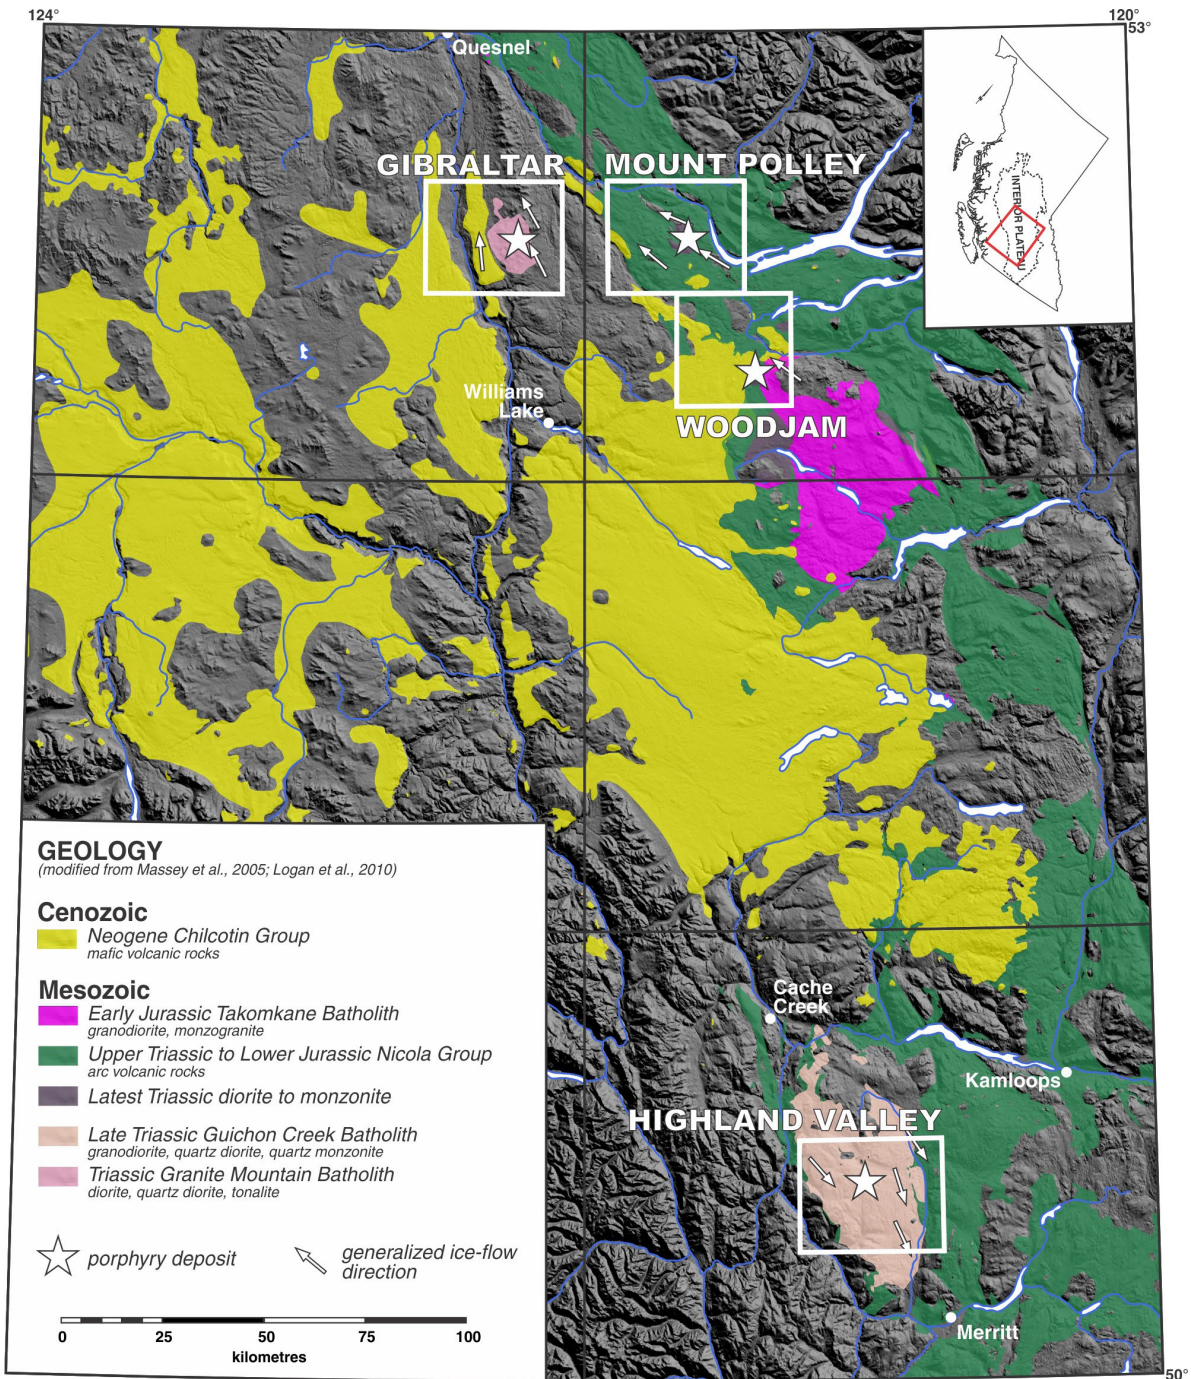 124°
120°
53°
Quesnel
GIBRALTAR
MOUNT POLLEY
INTERIOR PLATEAU
Williams
Lake
WOODJAM
GEOLOGY
(modified from Massey et al., 2005; Logan et al., 2010)
Cenozoic
Neogene Chilcotin Group
mafic volcanic rocks
Mesozoic
Early Jurassic Takomkane Batholith
granodiorite, monzogranite
Upper Triassic to Lower Jurassic Nicola Group
arc volcanic rocks
Latest Triassic diorite to monzonite
Late Triassic Guichon Creek Batholith
granodiorite, quartz diorite, quartz monzonite
Triassic Granite Mountain Batholith
diorite, quartz diorite, tonalite
porphyry deposit
generalized ice-flow
direction
0 25 50 75 100
kilometres
Cache
Creek
Kamloops
HIGHLAND VALLEY
Merritt
50°